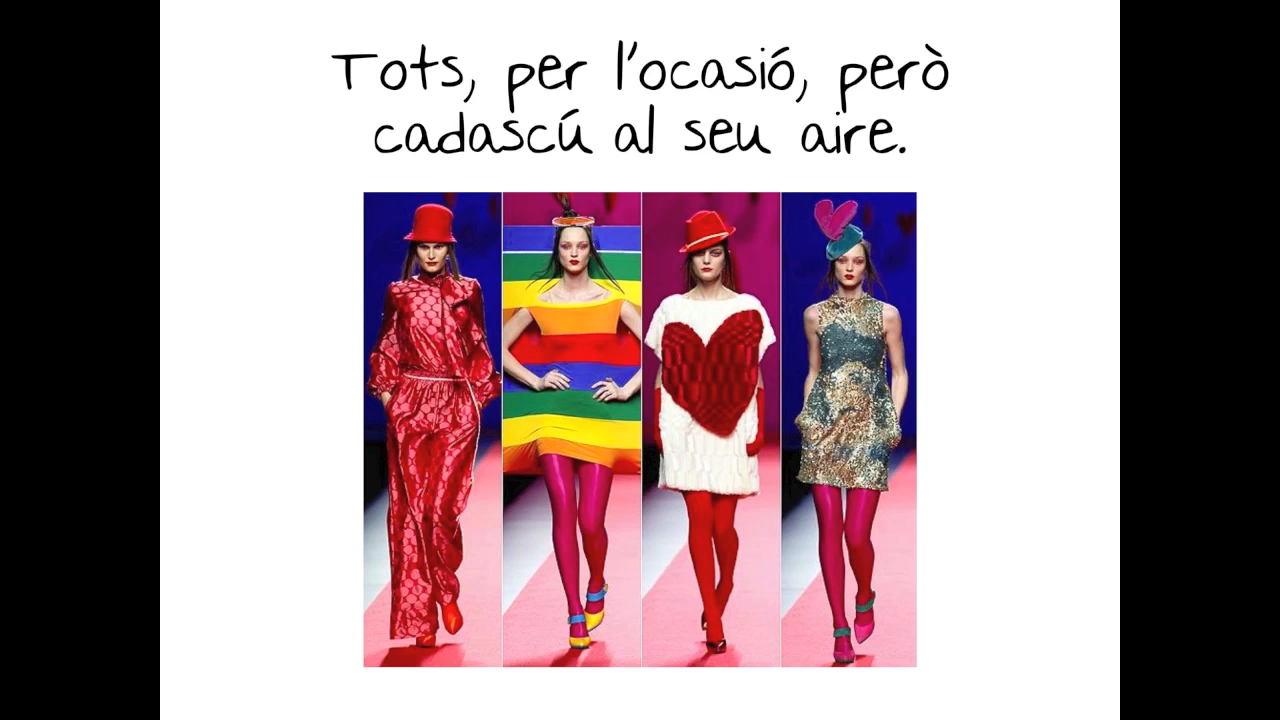 Tots, per l'ocasió, però
cadascú al seu aire.